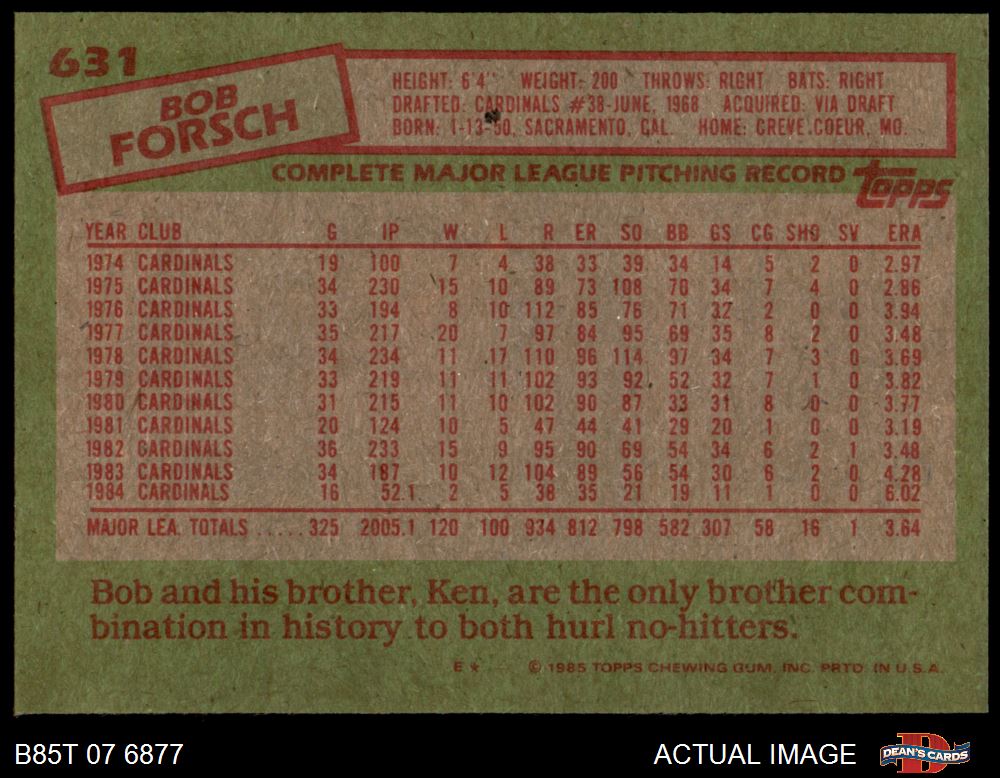 631
BOB
FORSCH
HEIGHT: 6'4" WEIGHT: 200 THROWS: RIGHT BATS: RIGHT
DRAFTED: CARDINALS #38-JUNE, 1968 ACQUIRED: VIA DRAFT
BORN: 1-13-50, SACRAMENTO, CAL. HOME: CREVE COEUR, MO.
COMPLETE MAJOR LEAGUE PITCHING RECORD topps
YEAR CLUB G IP W L R ER SO BB GS CG SHO SV ERA
1974 CARDINALS 19 100 7 4 38 33 39 34 14 5 2 0 2.97
1975 CARDINALS 34 230 15 10 89 73 108 70 34 7 4 0 2.86
1976 CARDINALS 33 194 8 10 112 85 76 71 32 2 0 0 3.94
1977 CARDINALS 35 217 20 7 97 84 95 69 35 8 2 0 3.48
1978 CARDINALS 34 234 11 17 110 96 114 97 34 7 3 0 3.69
1979 CARDINALS 33 219 11 11 102 93 92 52 32 7 1 0 3.82
1980 CARDINALS 31 215 11 10 102 90 87 33 31 8 0 0 3.77
1981 CARDINALS 20 124 10 5 47 44 41 29 20 1 0 0 3.19
1982 CARDINALS 36 233 15 9 95 90 69 54 34 6 2 1 3.48
1983 CARDINALS 34 187 10 12 104 89 56 54 30 6 2 0 4.28
1984 CARDINALS 16 52.1 2 5 38 35 21 19 11 1 0 0 6.02
MAJOR LEA. TOTALS ..... 325 2005.1 120 100 934 812 798 582 307 58 16 1 3.64
Bob and his brother, Ken, are the only brother com-
bination in history to both hurl no-hitters.
E★ © 1985 TOPPS CHEWING GUM, INC. PRTD. IN U.S.A.
B85T 07 6877 ACTUAL IMAGE D DEAN'S CARDS